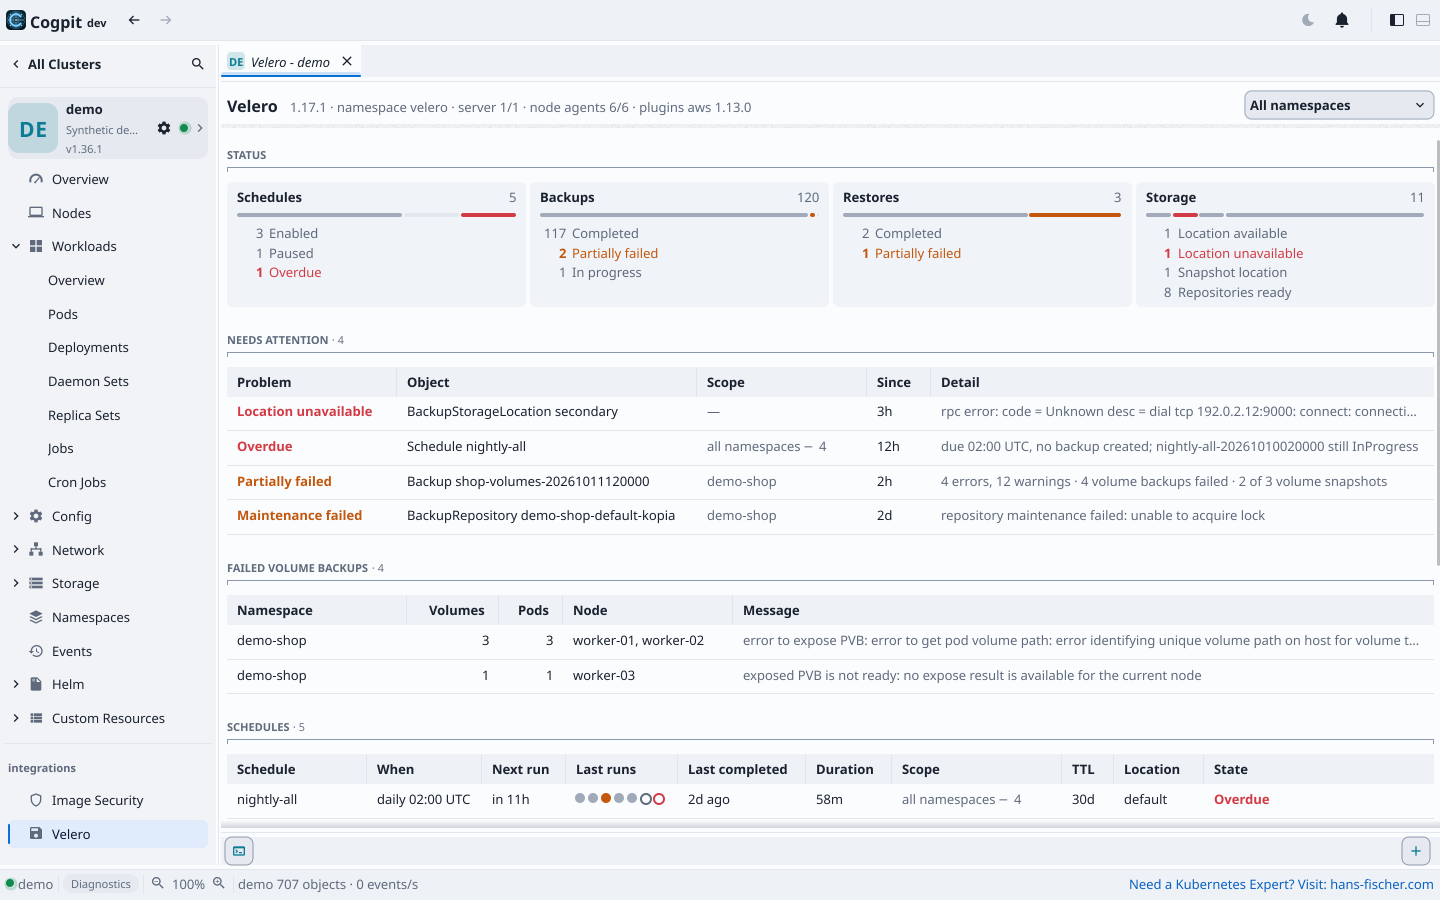 Cogpit dev
All Clusters
DE
demo
Synthetic de...
v1.36.1
Overview
Nodes
Workloads
Overview
Pods
Deployments
Daemon Sets
Replica Sets
Jobs
Cron Jobs
Config
Network
Storage
Namespaces
Events
Helm
Custom Resources
integrations
Image Security
Velero
DE Velero - demo
Velero 1.17.1 · namespace velero · server 1/1 · node agents 6/6 · plugins aws 1.13.0
All namespaces
STATUS
Schedules 5
3 Enabled
1 Paused
1 Overdue
Backups 120
117 Completed
2 Partially failed
1 In progress
Restores 3
2 Completed
1 Partially failed
Storage 11
1 Location available
1 Location unavailable
1 Snapshot location
8 Repositories ready
NEEDS ATTENTION · 4
Problem Object Scope Since Detail
Location unavailable BackupStorageLocation secondary — 3h rpc error: code = Unknown desc = dial tcp 192.0.2.12:9000: connect: connecti...
Overdue Schedule nightly-all all namespaces − 4 12h due 02:00 UTC, no backup created; nightly-all-20261010020000 still InProgress
Partially failed Backup shop-volumes-20261011120000 demo-shop 2h 4 errors, 12 warnings · 4 volume backups failed · 2 of 3 volume snapshots
Maintenance failed BackupRepository demo-shop-default-kopia demo-shop 2d repository maintenance failed: unable to acquire lock
FAILED VOLUME BACKUPS · 4
Namespace Volumes Pods Node Message
demo-shop 3 3 worker-01, worker-02 error to expose PVB: error to get pod volume path: error identifying unique volume path on host for volume t...
demo-shop 1 1 worker-03 exposed PVB is not ready: no expose result is available for the current node
SCHEDULES · 5
Schedule When Next run Last runs Last completed Duration Scope TTL Location State
nightly-all daily 02:00 UTC in 11h 2d ago 58m all namespaces − 4 30d default Overdue
demo Diagnostics 100% demo 707 objects · 0 events/s
Need a Kubernetes Expert? Visit: hans-fischer.com